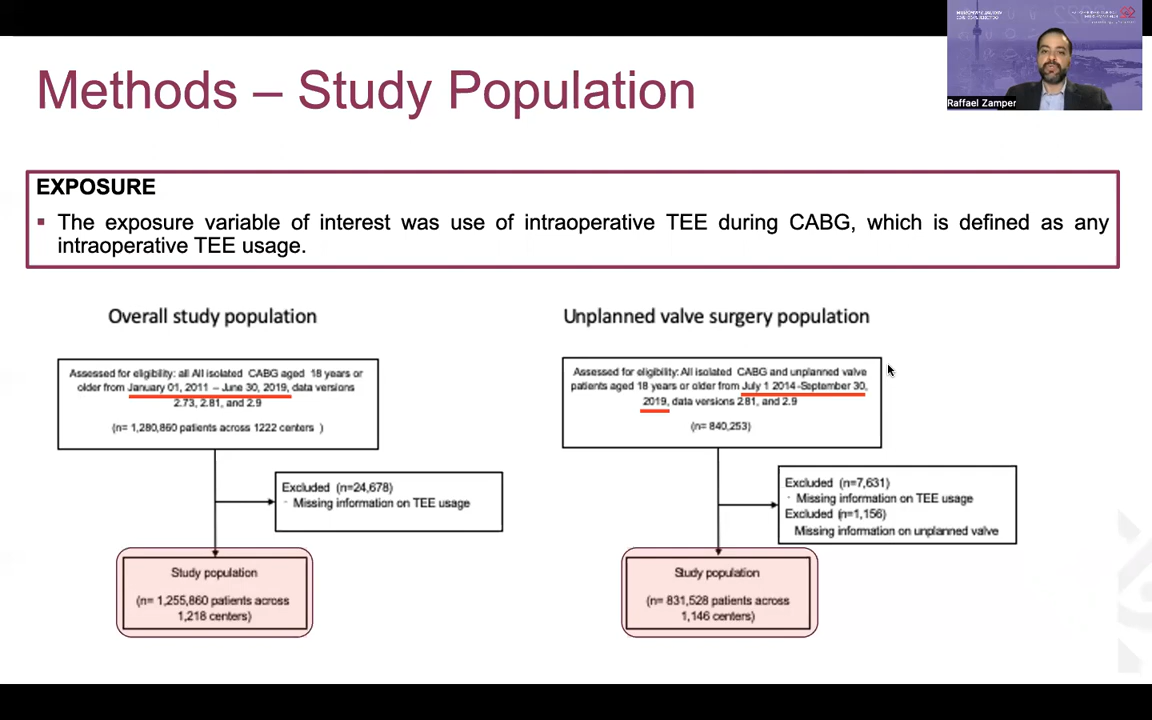 Methods – Study Population
Raffael Zamper
EXPOSURE
▪ The exposure variable of interest was use of intraoperative TEE during CABG, which is defined as any
intraoperative TEE usage.
Overall study population
Assessed for eligibility: all All isolated CABG aged 18 years or
older from January 01, 2011 – June 30, 2019, data versions
2.73, 2.81, and 2.9
(n= 1,280,860 patients across 1222 centers )
Excluded (n=24,678)
· Missing information on TEE usage
Study population
(n= 1,255,860 patients across
1,218 centers)
Unplanned valve surgery population
Assessed for eligibility: All isolated CABG and unplanned valve
patients aged 18 years or older from July 1 2014-September 30,
2019, data versions 2.81, and 2.9
(n= 840,253)
Excluded (n=7,631)
· Missing information on TEE usage
Excluded (n=1,156)
Missing information on unplanned valve
Study population
(n= 831,528 patients across
1,146 centers)